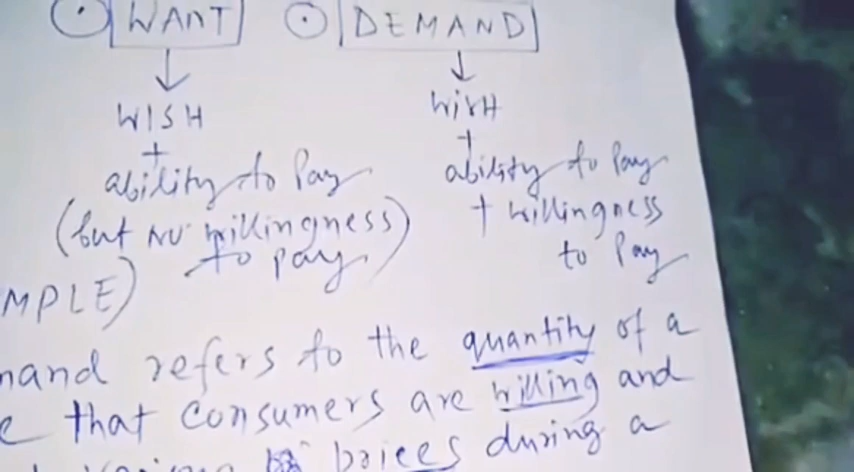 WANT DEMAND
WISH WISH
+ +
ability to Pay ability to Pay
(but NO willingness) + willingness
to pay to Pay
MPLE)
mand refers to the quantity of a
e that consumers are willing and
prices during a